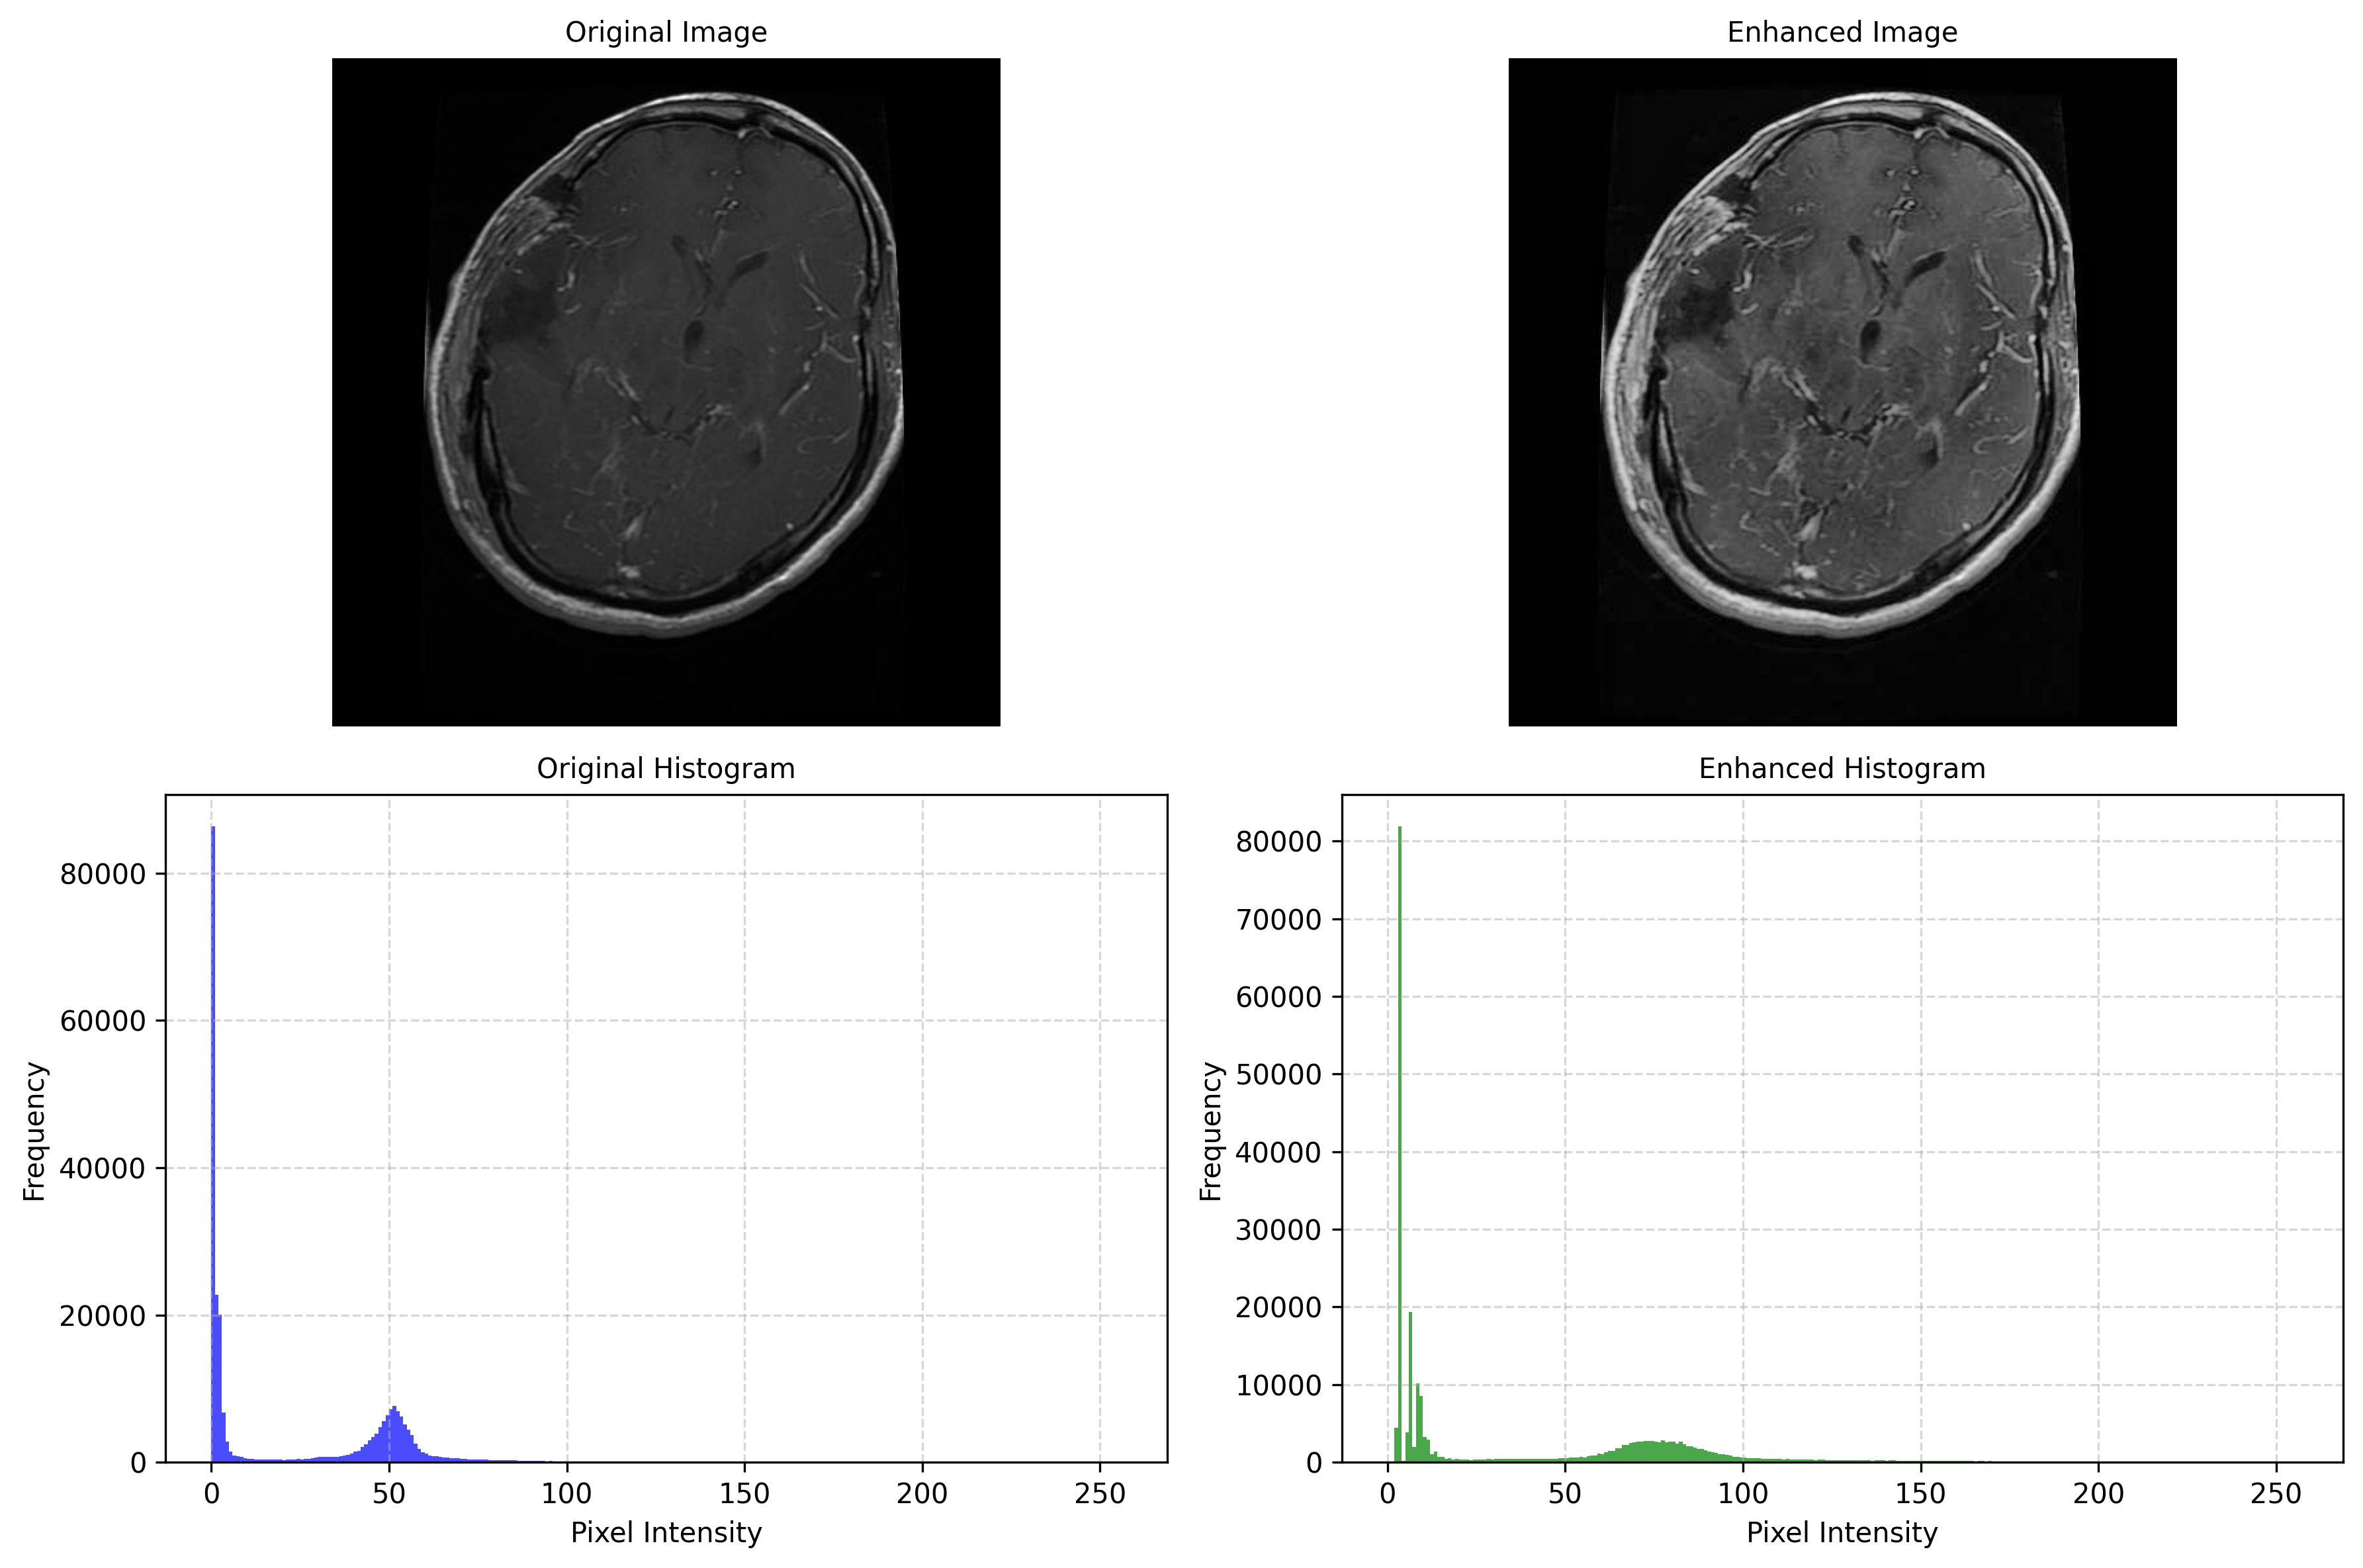 Original Image
Enhanced Image
Original Histogram
Enhanced Histogram
Frequency
80000
60000
40000
20000
0
0 50 100 150 200 250
Pixel Intensity
Frequency
80000
70000
60000
50000
40000
30000
20000
10000
0
0 50 100 150 200 250
Pixel Intensity